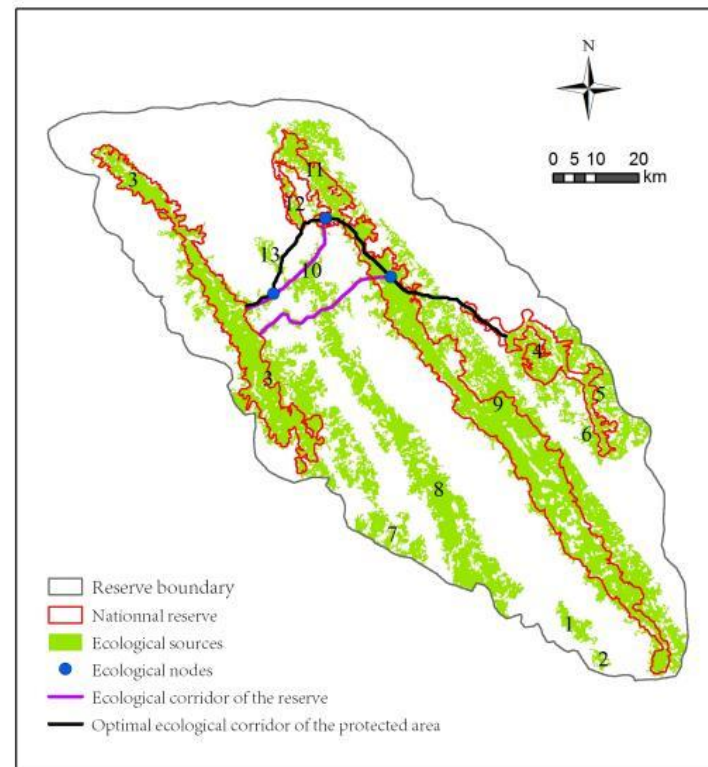 N
0 5 10 20
km
11
3
12
13
10
4
5
3
9
6
8
7
1
2
Reserve boundary
Nationnal reserve
Ecological sources
Ecological nodes
Ecological corridor of the reserve
Optimal ecological corridor of the protected area